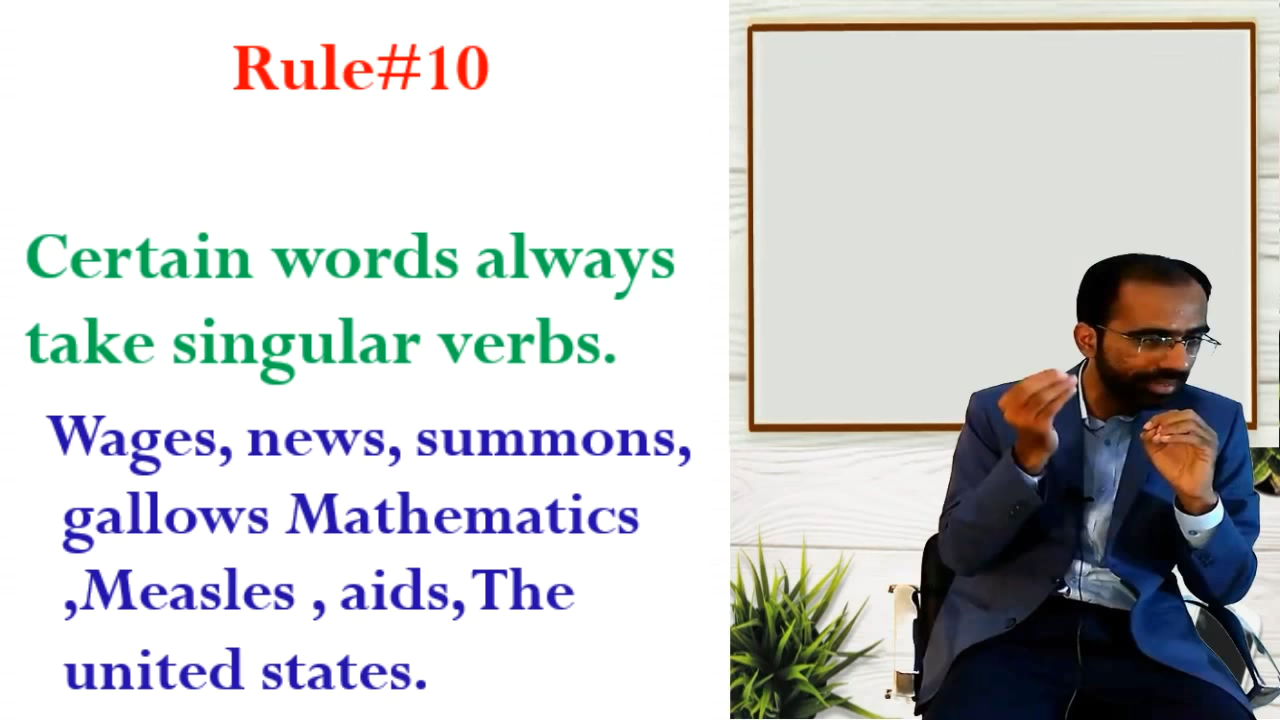 Rule#10
Certain words always
take singular verbs.
Wages, news, summons,
gallows Mathematics
,Measles , aids,The
united states.